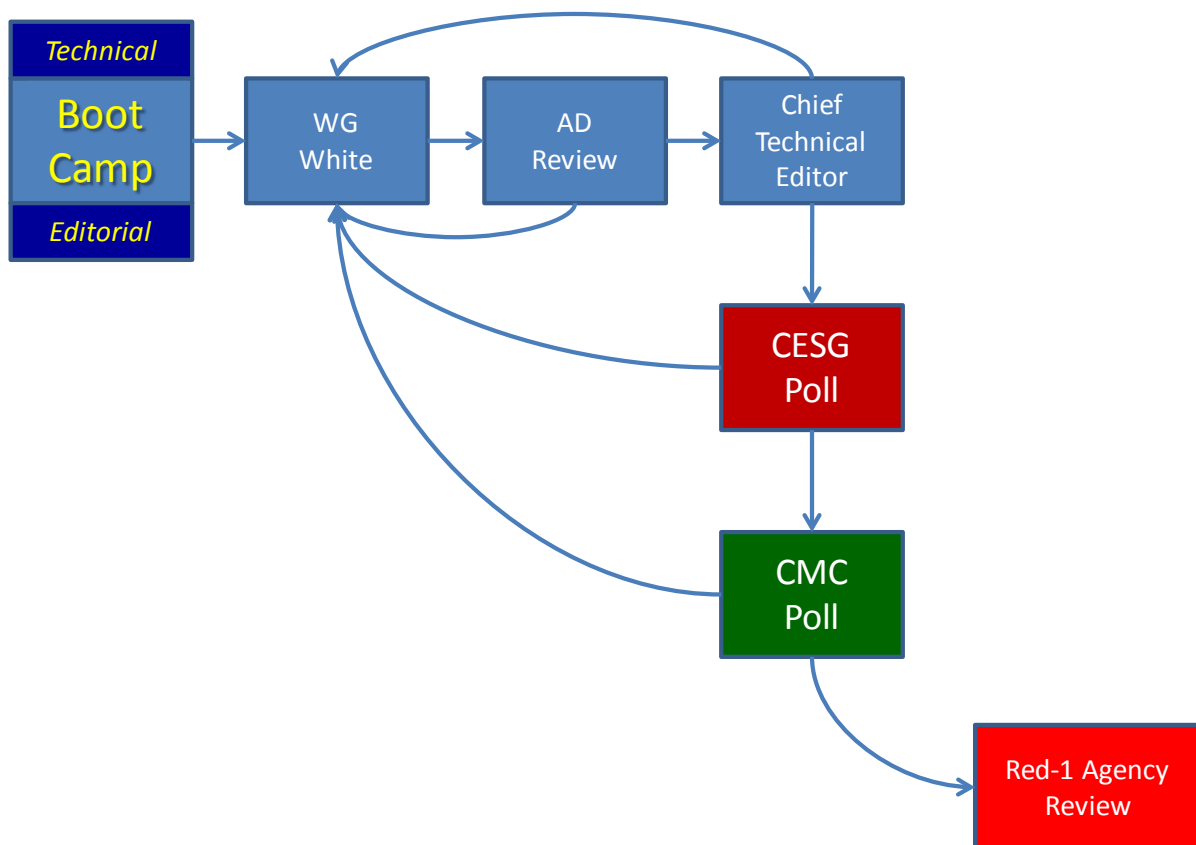 Technical
Boot
Camp
Editorial
WG
White
AD
Review
Chief
Technical
Editor
CESG
Poll
CMC
Poll
Red-1 Agency
Review